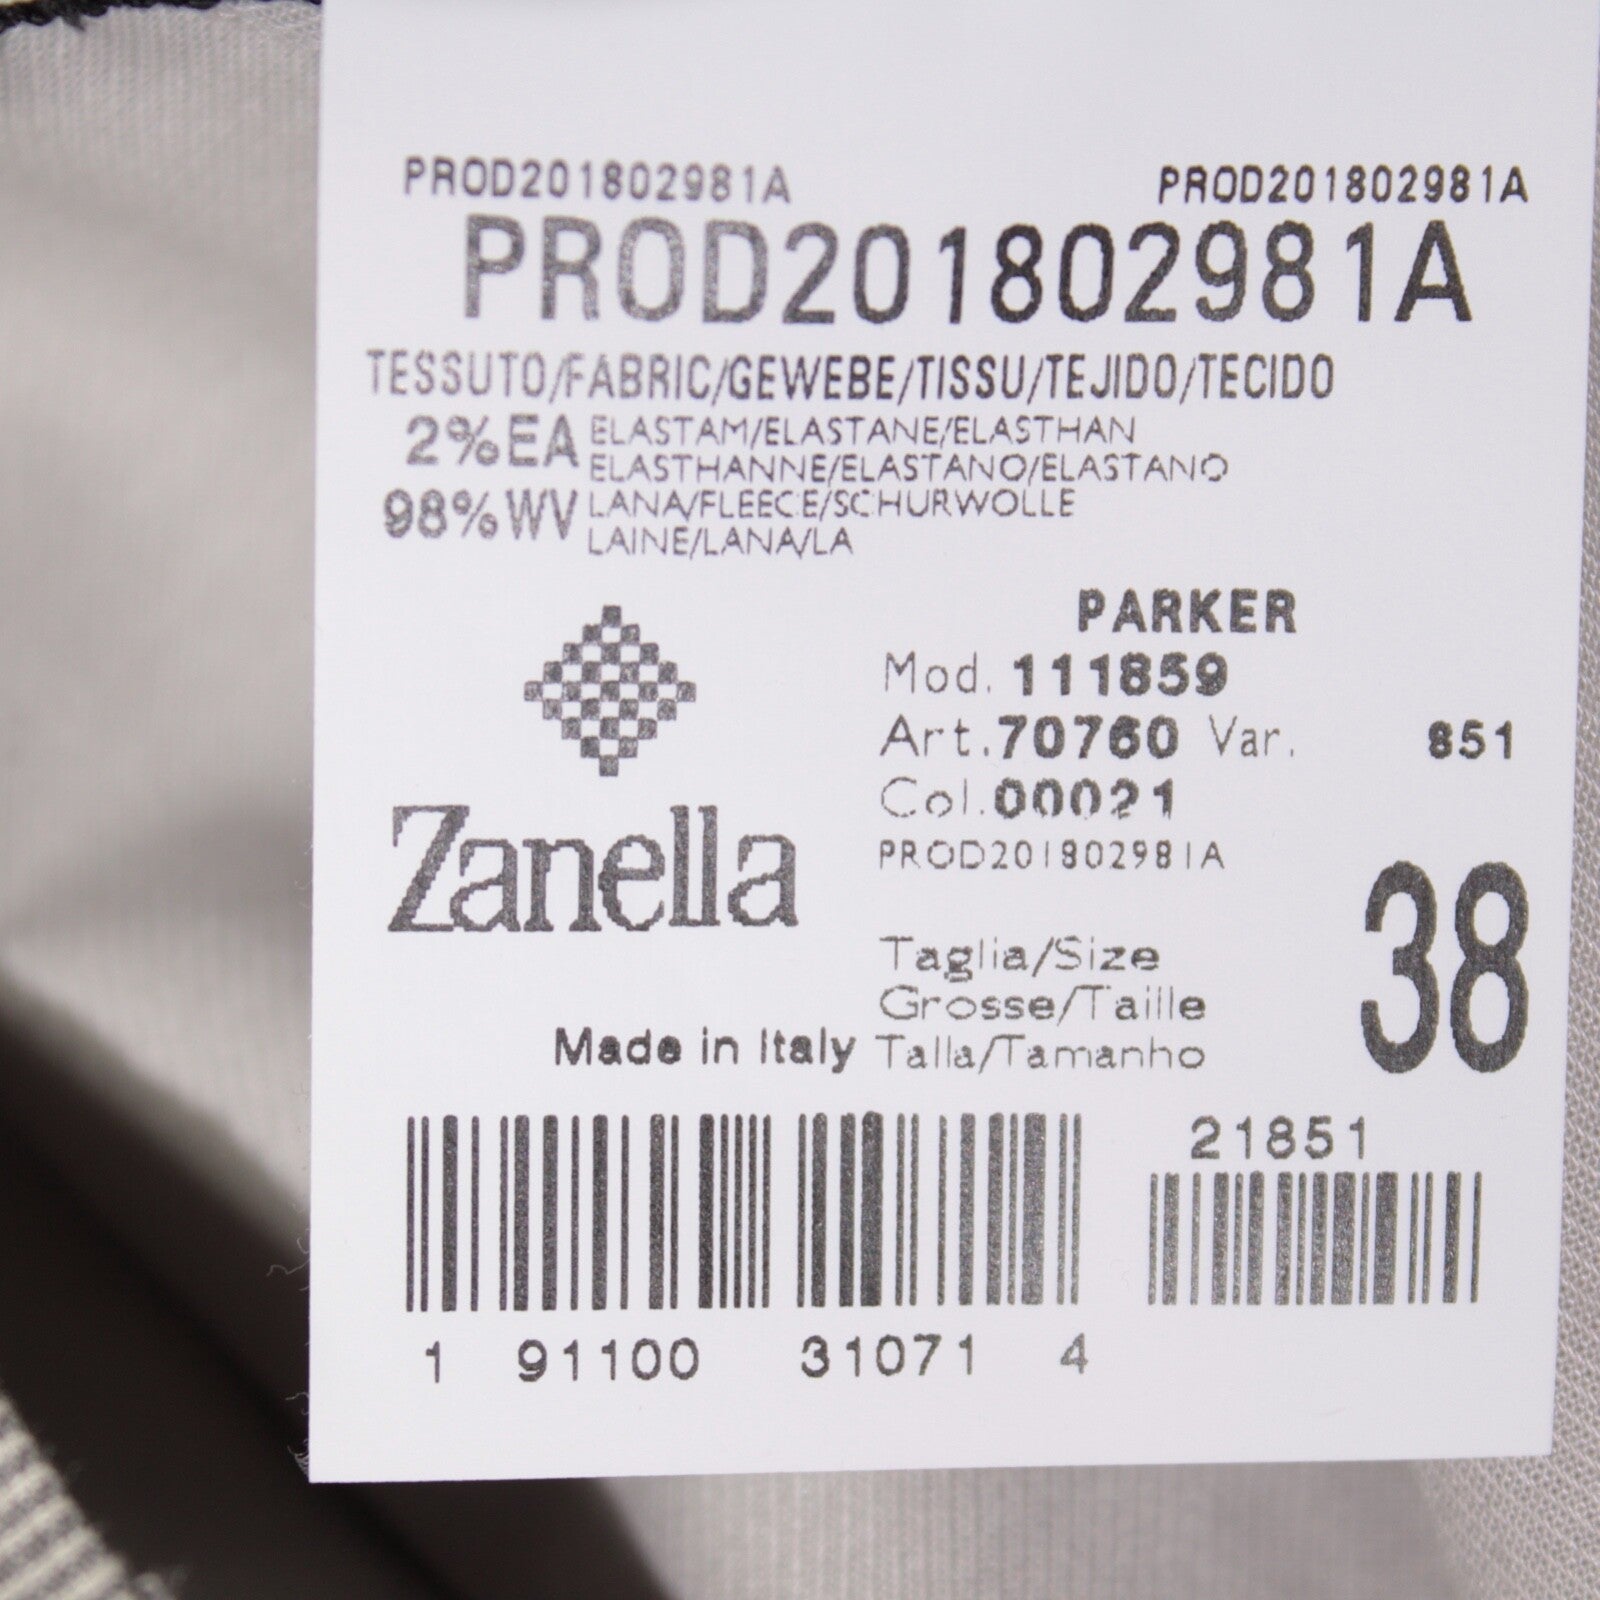 PROD201802981A PROD201802981A
PROD201802981A
TESSUTO/FABRIC/GEWEBE/TISSU/TEJIDO/TECIDO
2%EA ELASTAM/ELASTANE/ELASTHAN
ELASTHANNE/ELASTANO/ELASTANO
98%WV LANA/FLEECE/SCHURWOLLE
LAINE/LANA/LA
PARKER
Mod. 111859
Art. 70760 Var. 851
Col. 00021
PROD201802981A
Zanella
Taglia/Size
Grosse/Taille
Talla/Tamanho
38
Made in Italy
21851
1 91100 31071 4